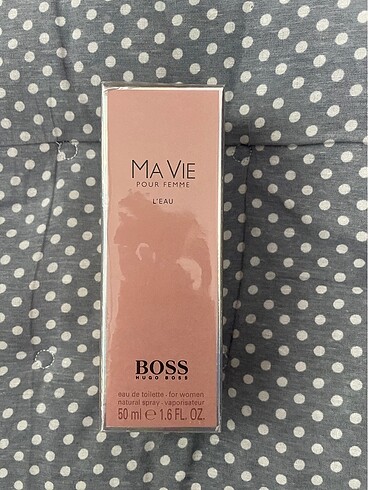 MA VIE
POUR FEMME
L'EAU
BOSS
HUGO BOSS
eau de toilette · for women
natural spray · vaporisateur
50 ml ℮ 1.6 FL. OZ.